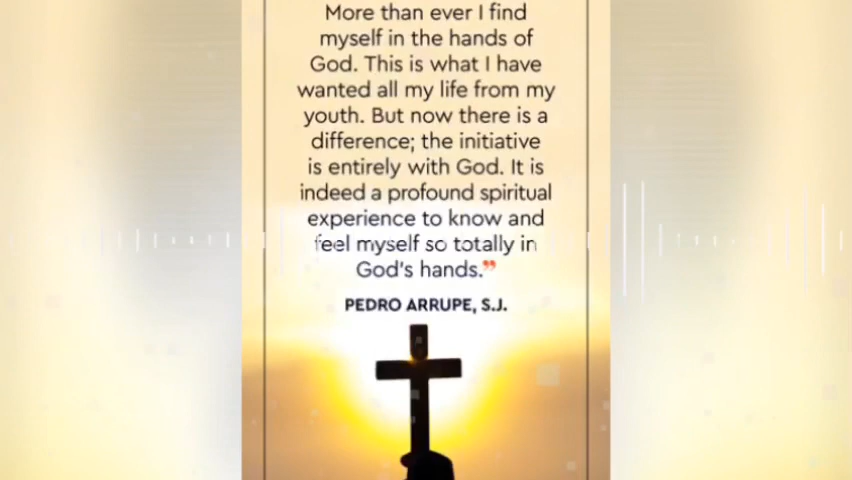 More than ever I find
myself in the hands of
God. This is what I have
wanted all my life from my
youth. But now there is a
difference; the initiative
is entirely with God. It is
indeed a profound spiritual
experience to know and
feel myself so totally in
God's hands.”
PEDRO ARRUPE, S.J.